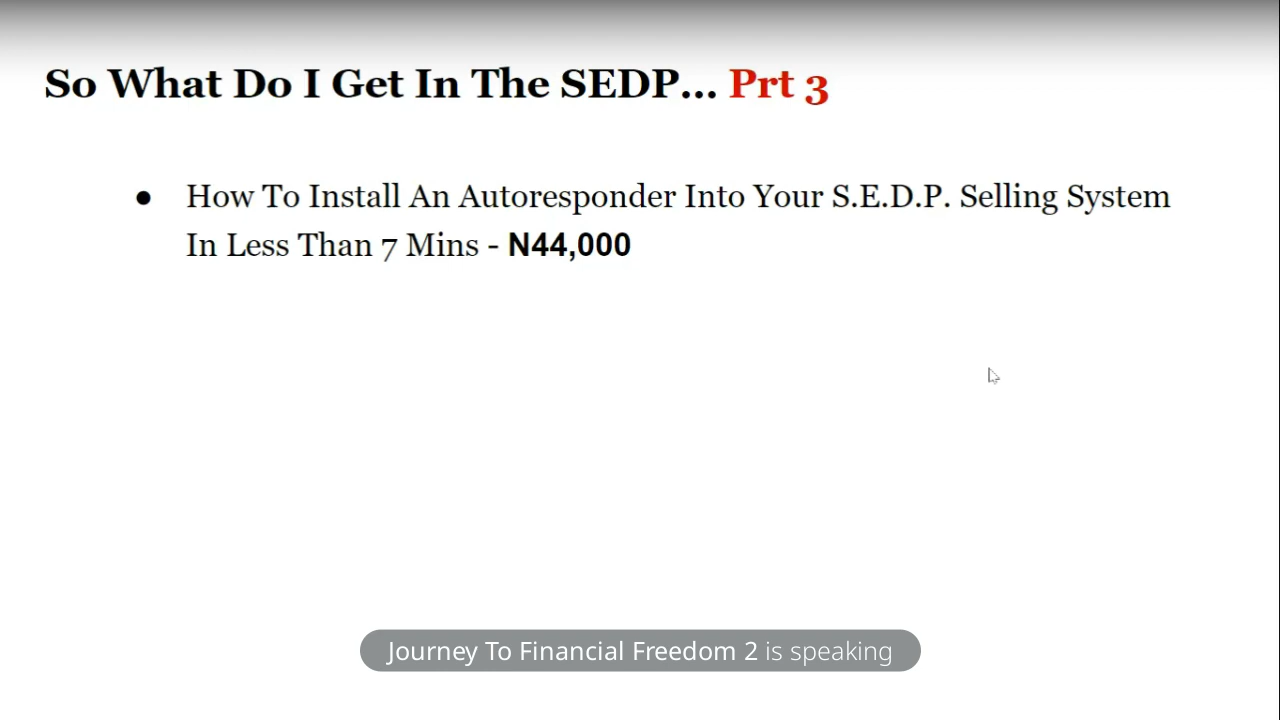 So What Do I Get In The SEDP... Prt 3
● How To Install An Autoresponder Into Your S.E.D.P. Selling System
In Less Than 7 Mins - N44,000
Journey To Financial Freedom 2 is speaking